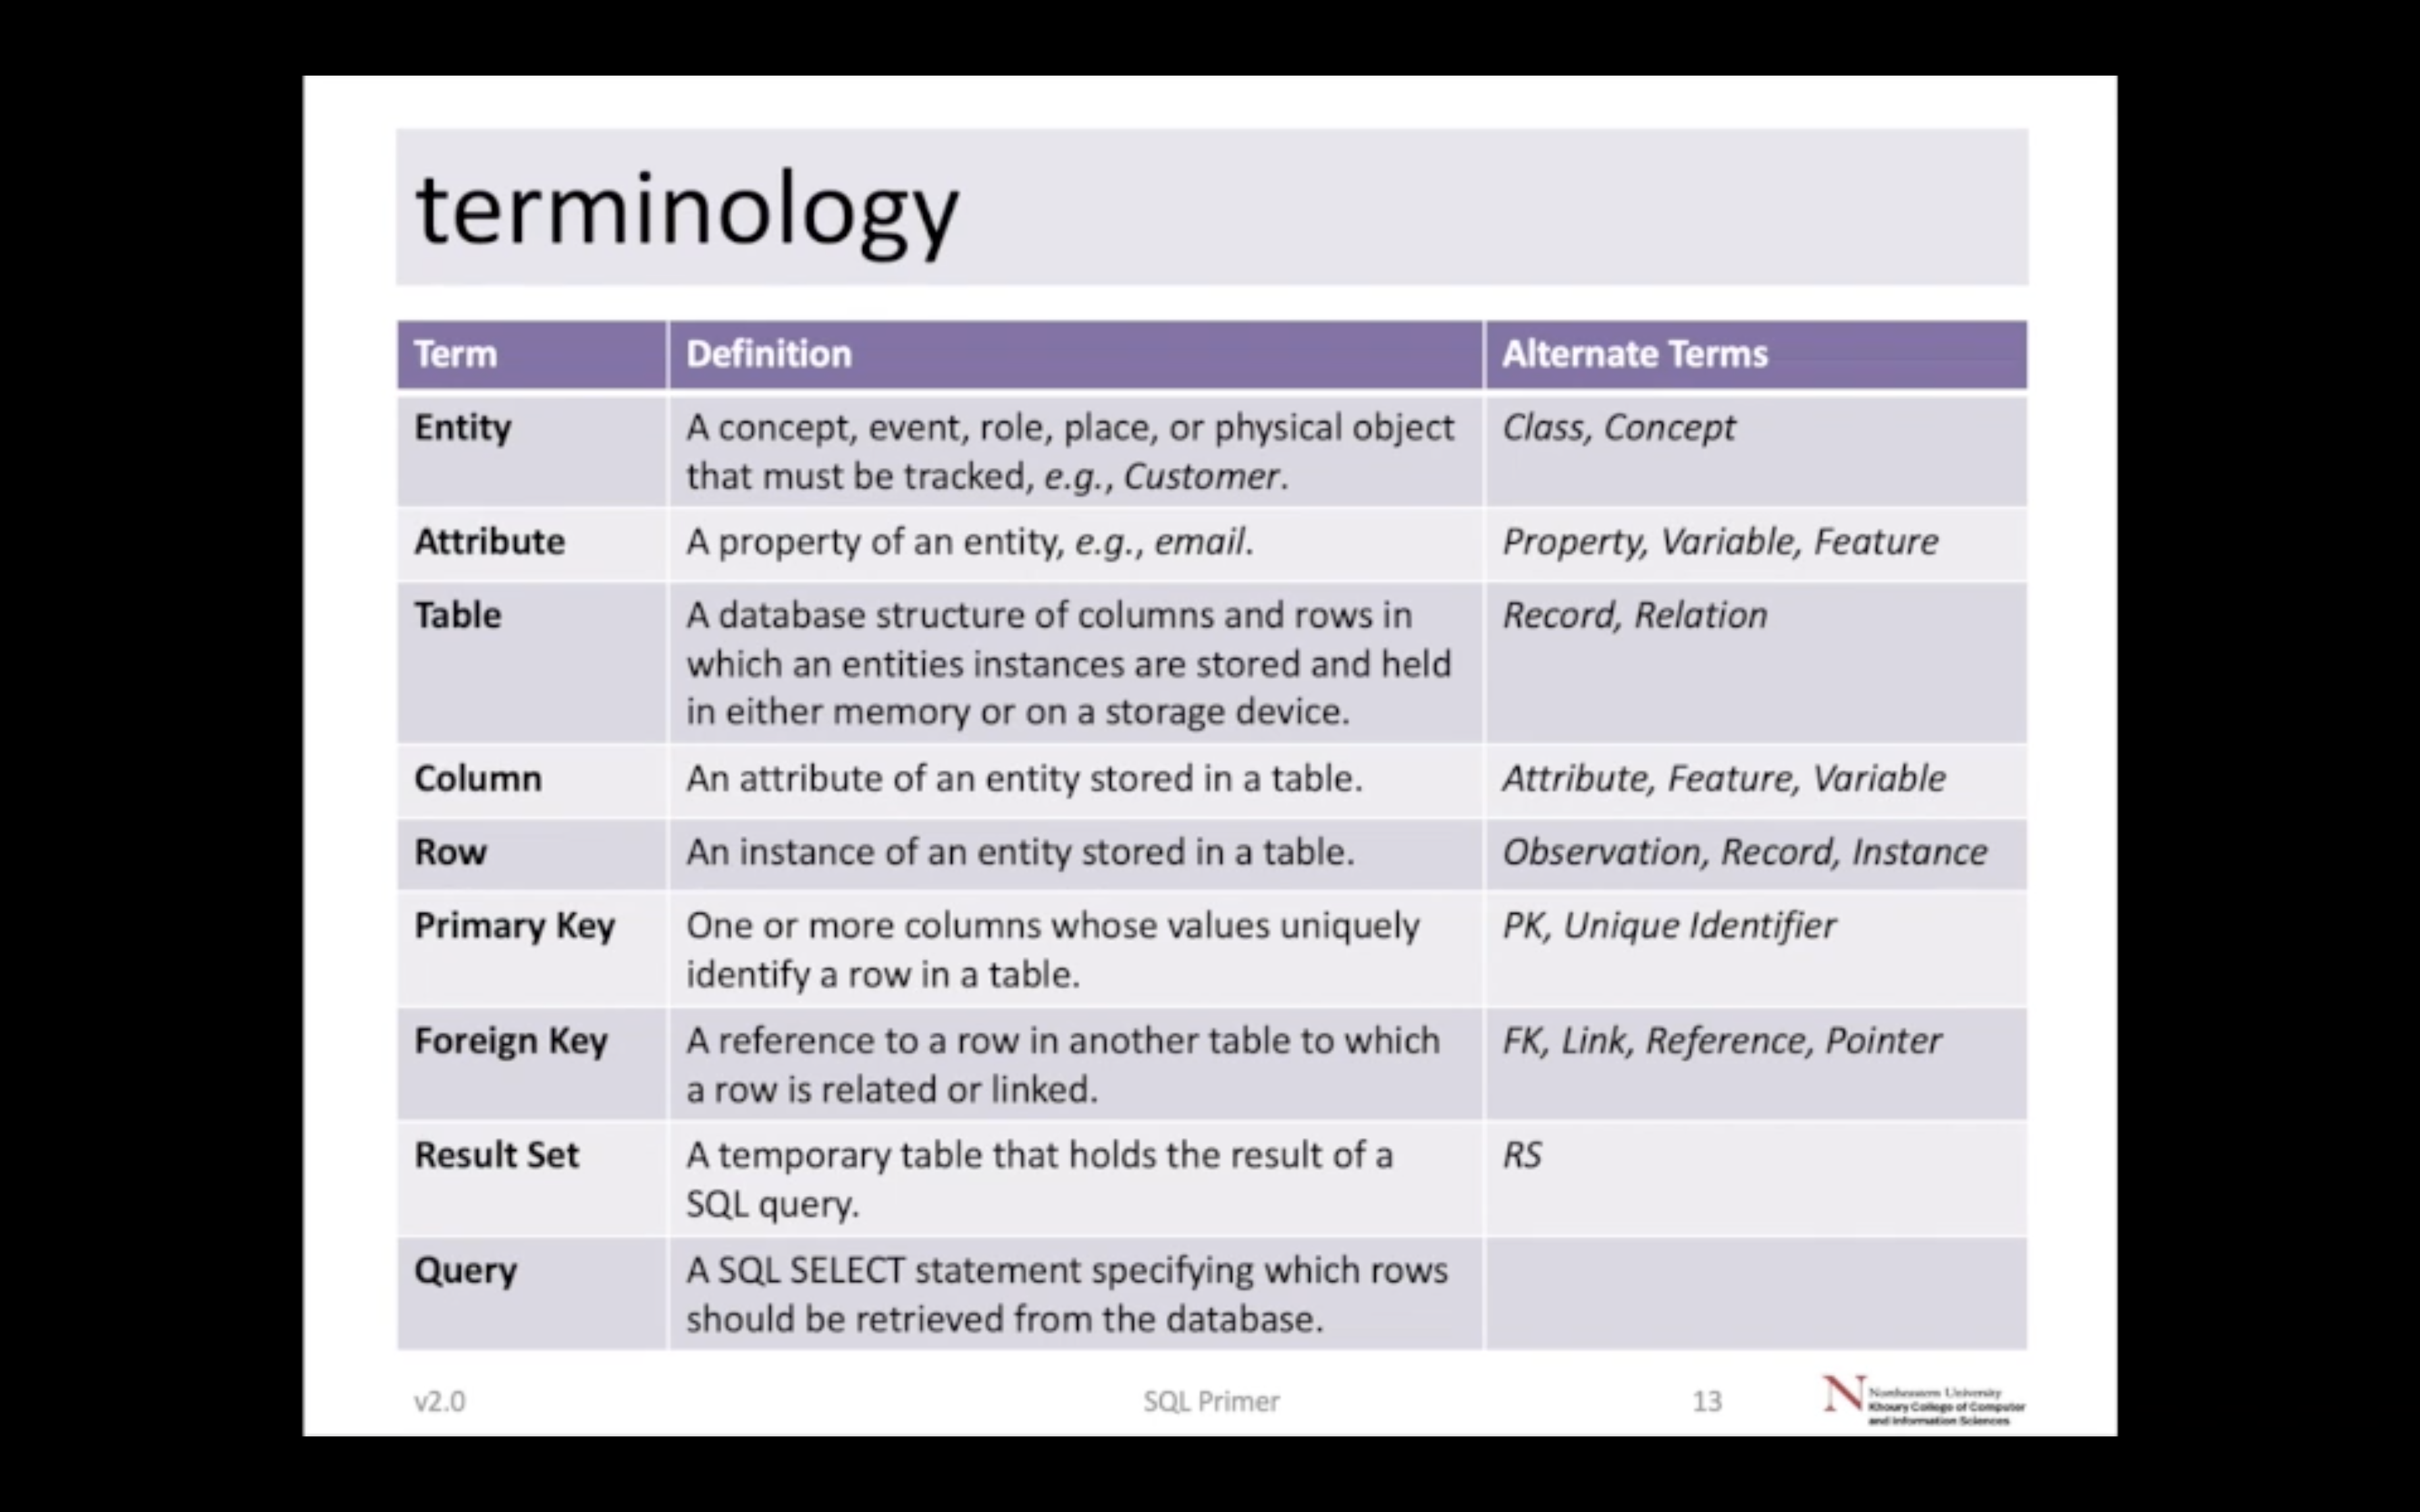 terminology
Term Definition Alternate Terms
Entity A concept, event, role, place, or physical object Class, Concept
that must be tracked, e.g., Customer.
Attribute A property of an entity, e.g., email. Property, Variable, Feature
Table A database structure of columns and rows in Record, Relation
which an entities instances are stored and held
in either memory or on a storage device.
Column An attribute of an entity stored in a table. Attribute, Feature, Variable
Row An instance of an entity stored in a table. Observation, Record, Instance
Primary Key One or more columns whose values uniquely PK, Unique Identifier
identify a row in a table.
Foreign Key A reference to a row in another table to which FK, Link, Reference, Pointer
a row is related or linked.
Result Set A temporary table that holds the result of a RS
SQL query.
Query A SQL SELECT statement specifying which rows
should be retrieved from the database.
v2.0 SQL Primer 13
N Northeastern University
Khoury College of Computer
and Information Sciences